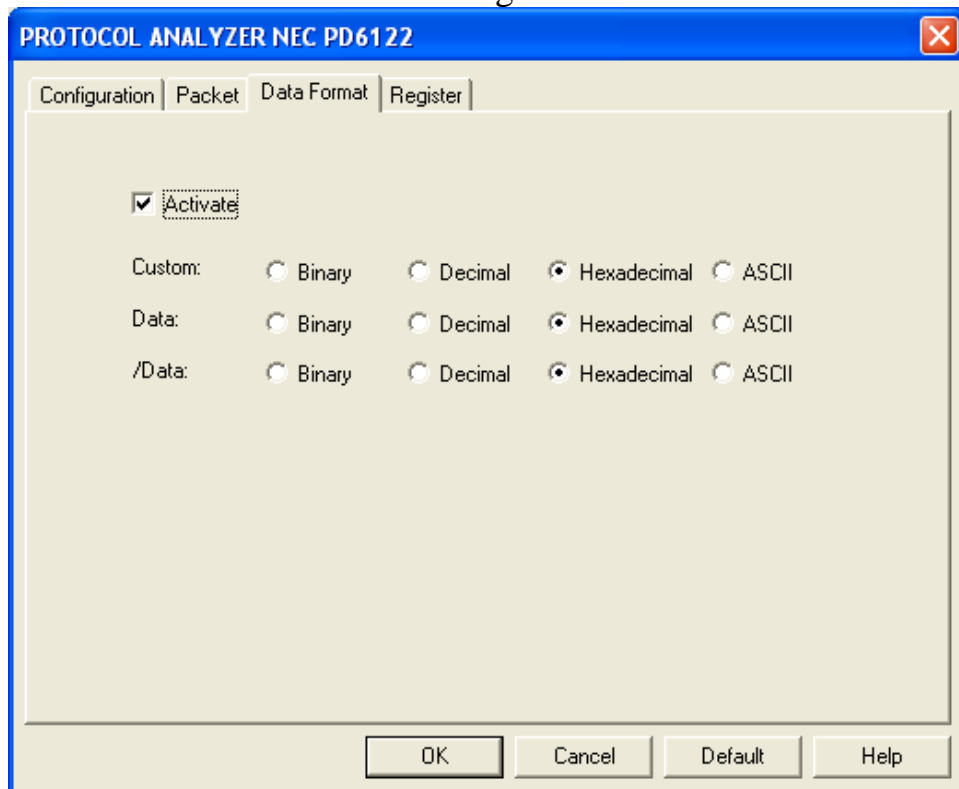 PROTOCOL ANALYZER NEC PD6122
Configuration Packet Data Format Register
Activate
Custom: Binary Decimal Hexadecimal ASCII
Data: Binary Decimal Hexadecimal ASCII
/Data: Binary Decimal Hexadecimal ASCII
OK Cancel Default Help